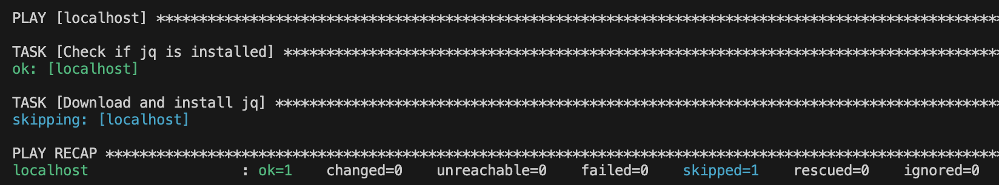 PLAY [localhost] **************************************************************************************************
TASK [Check if jq is installed] ***********************************************************************************
ok: [localhost]
TASK [Download and install jq] ************************************************************************************
skipping: [localhost]
PLAY RECAP ********************************************************************************************************
localhost                  : ok=1    changed=0    unreachable=0    failed=0    skipped=1    rescued=0    ignored=0